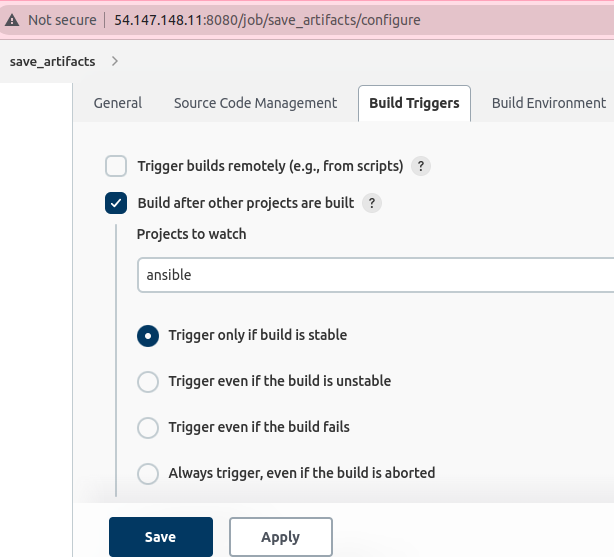 Not secure 54.147.148.11:8080/job/save_artifacts/configure
save_artifacts
General Source Code Management Build Triggers Build Environment
Trigger builds remotely (e.g., from scripts) ?
Build after other projects are built ?
Projects to watch
ansible
Trigger only if build is stable
Trigger even if the build is unstable
Trigger even if the build fails
Always trigger, even if the build is aborted
Save Apply